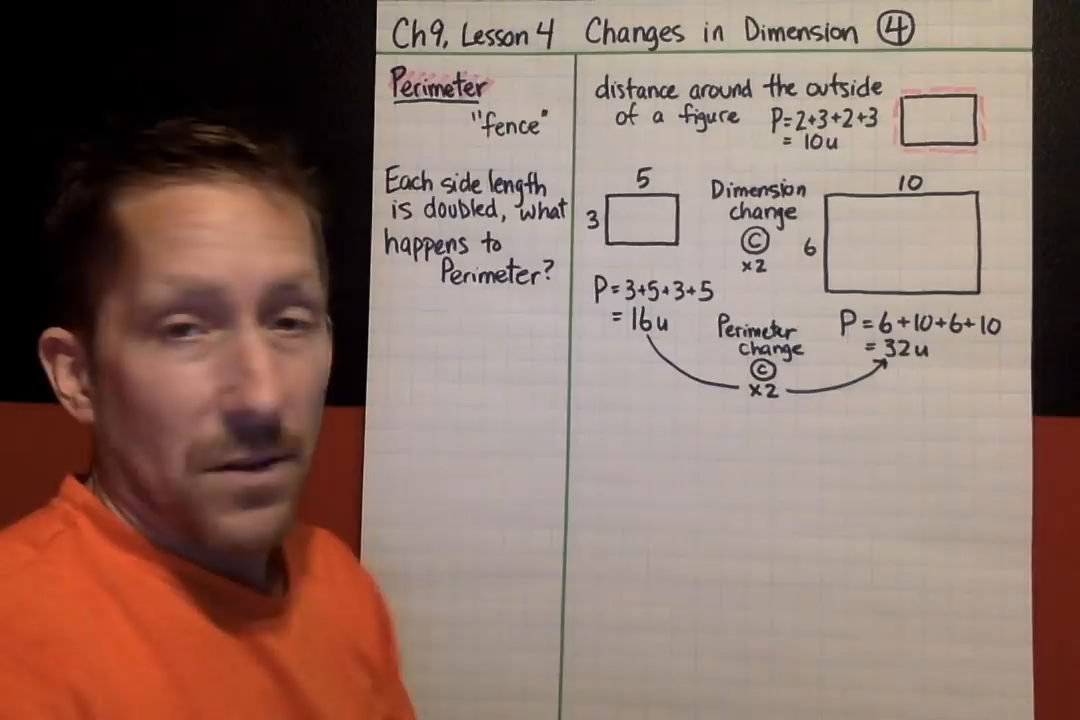 Ch 9, Lesson 4 Changes in Dimension 4
Perimeter
"fence"
distance around the outside
of a figure
P=2+3+2+3
= 10u
Each side length
is doubled, what
happens to
Perimeter?
5
3
P=3+5+3+5
= 16u
Dimension
change
C
x2
10
6
P=6+10+6+10
= 32u
Perimeter
change
C
x2